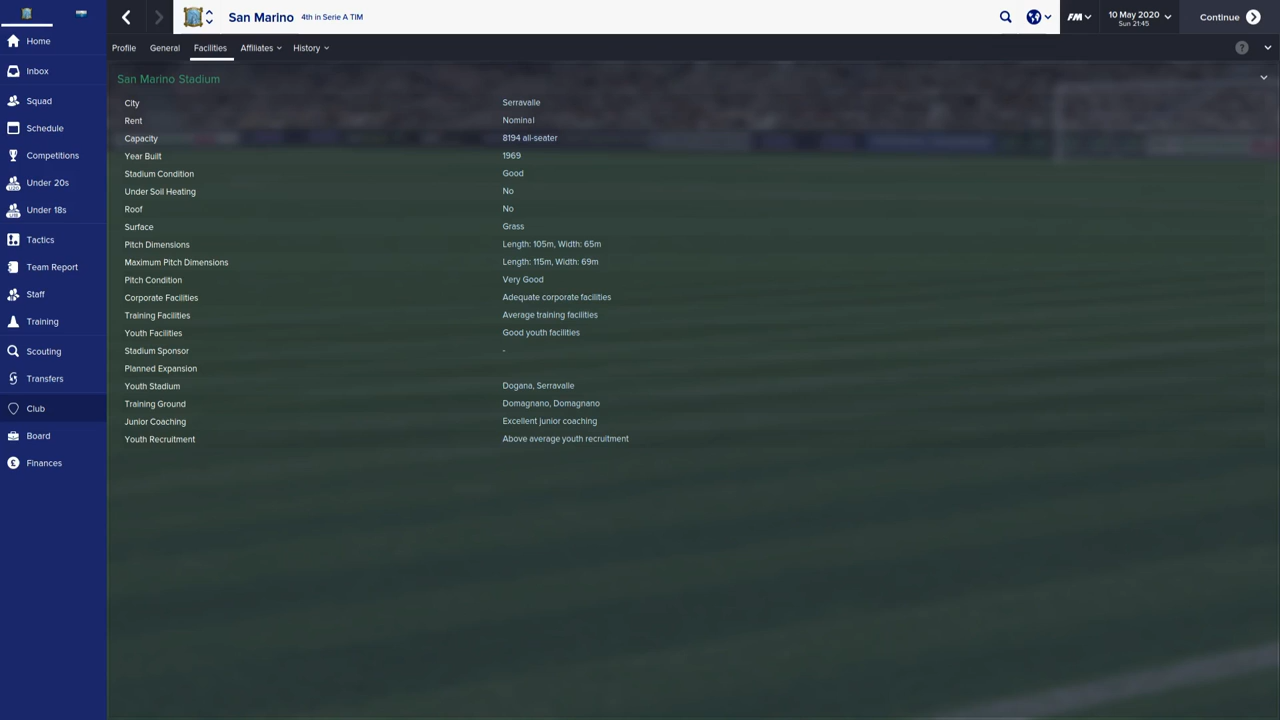 San Marino 4th in Serie A TIM
FM
10 May 2020
Sun 21:45
Continue
Home
Inbox
Squad
Schedule
Competitions
Under 20s
Under 18s
Tactics
Team Report
Staff
Training
Scouting
Transfers
Club
Board
Finances
Profile General Facilities Affiliates History
?
San Marino Stadium
City Serravalle
Rent Nominal
Capacity 8194 all-seater
Year Built 1969
Stadium Condition Good
Under Soil Heating No
Roof No
Surface Grass
Pitch Dimensions Length: 105m, Width: 65m
Maximum Pitch Dimensions Length: 115m, Width: 69m
Pitch Condition Very Good
Corporate Facilities Adequate corporate facilities
Training Facilities Average training facilities
Youth Facilities Good youth facilities
Stadium Sponsor -
Planned Expansion
Youth Stadium Dogana, Serravalle
Training Ground Domagnano, Domagnano
Junior Coaching Excellent junior coaching
Youth Recruitment Above average youth recruitment